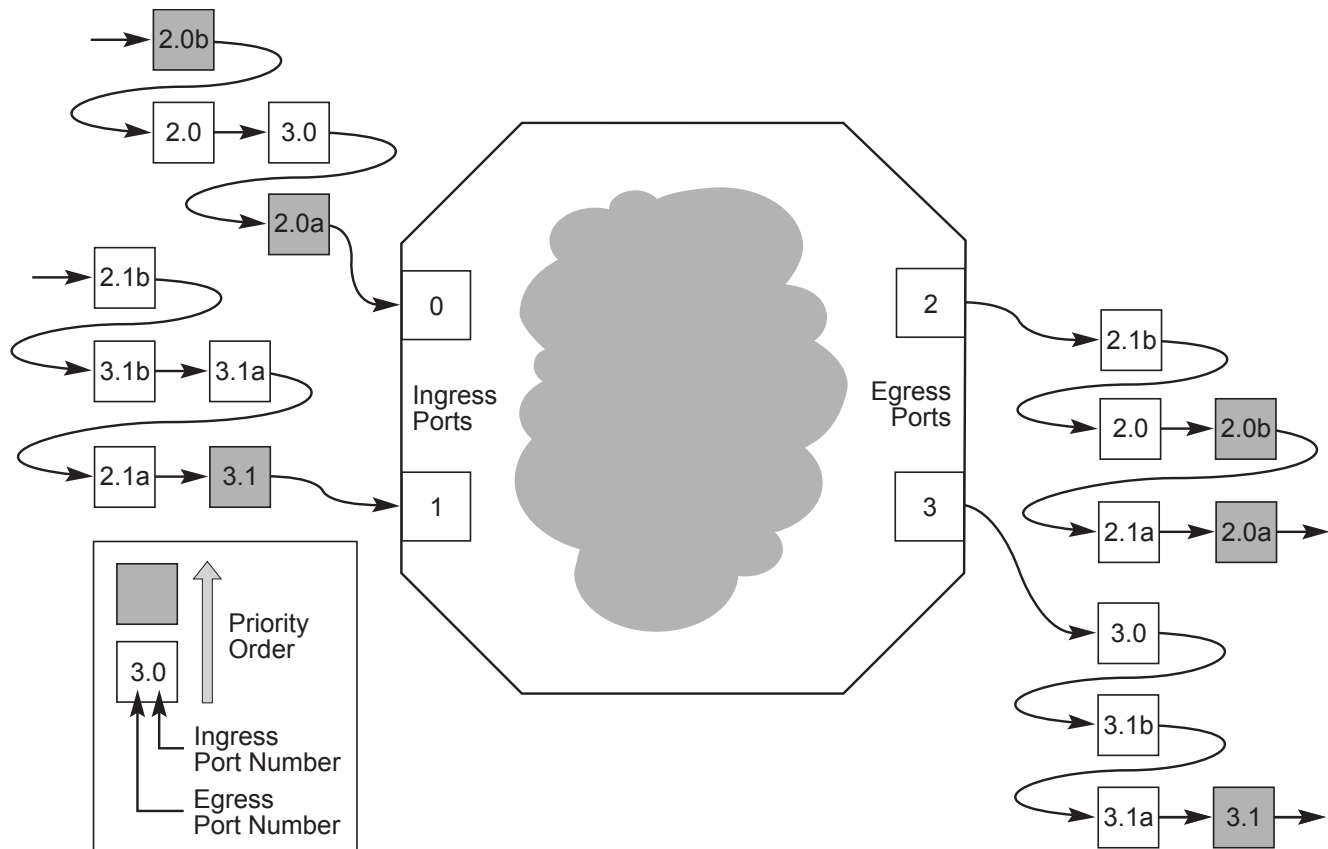 2.0b
2.0
3.0
2.0a
2.1b
3.1b
3.1a
2.1a
3.1
0
1
Ingress
Ports
2
3
Egress
Ports
2.1b
2.0
2.0b
2.1a
2.0a
3.0
3.1b
3.1a
3.1
Priority
Order
3.0
Ingress
Port Number
Egress
Port Number